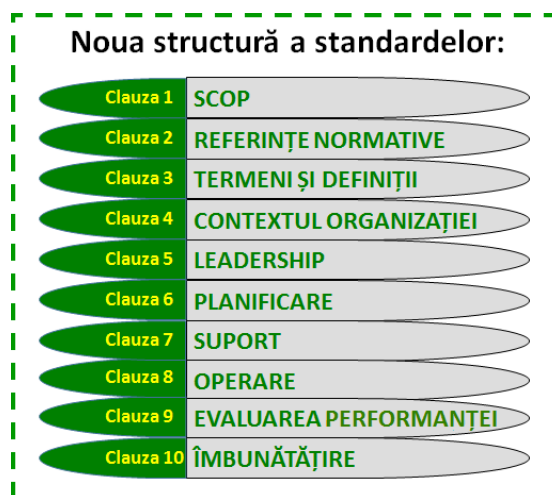 Noua structură a standardelor:
Clauza 1 SCOP
Clauza 2 REFERINȚE NORMATIVE
Clauza 3 TERMENI ȘI DEFINIȚII
Clauza 4 CONTEXTUL ORGANIZAȚIEI
Clauza 5 LEADERSHIP
Clauza 6 PLANIFICARE
Clauza 7 SUPORT
Clauza 8 OPERARE
Clauza 9 EVALUAREA PERFORMANȚEI
Clauza 10 ÎMBUNĂTĂȚIRE